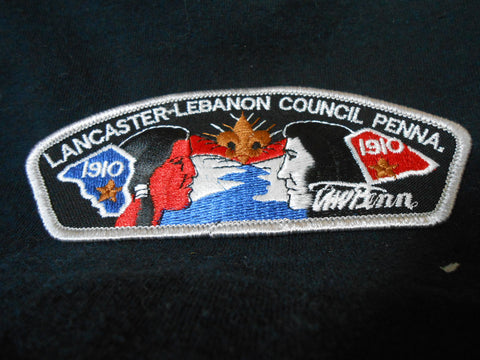 LANCASTER-LEBANON COUNCIL PENNA.
1910
1910
Wm Penn